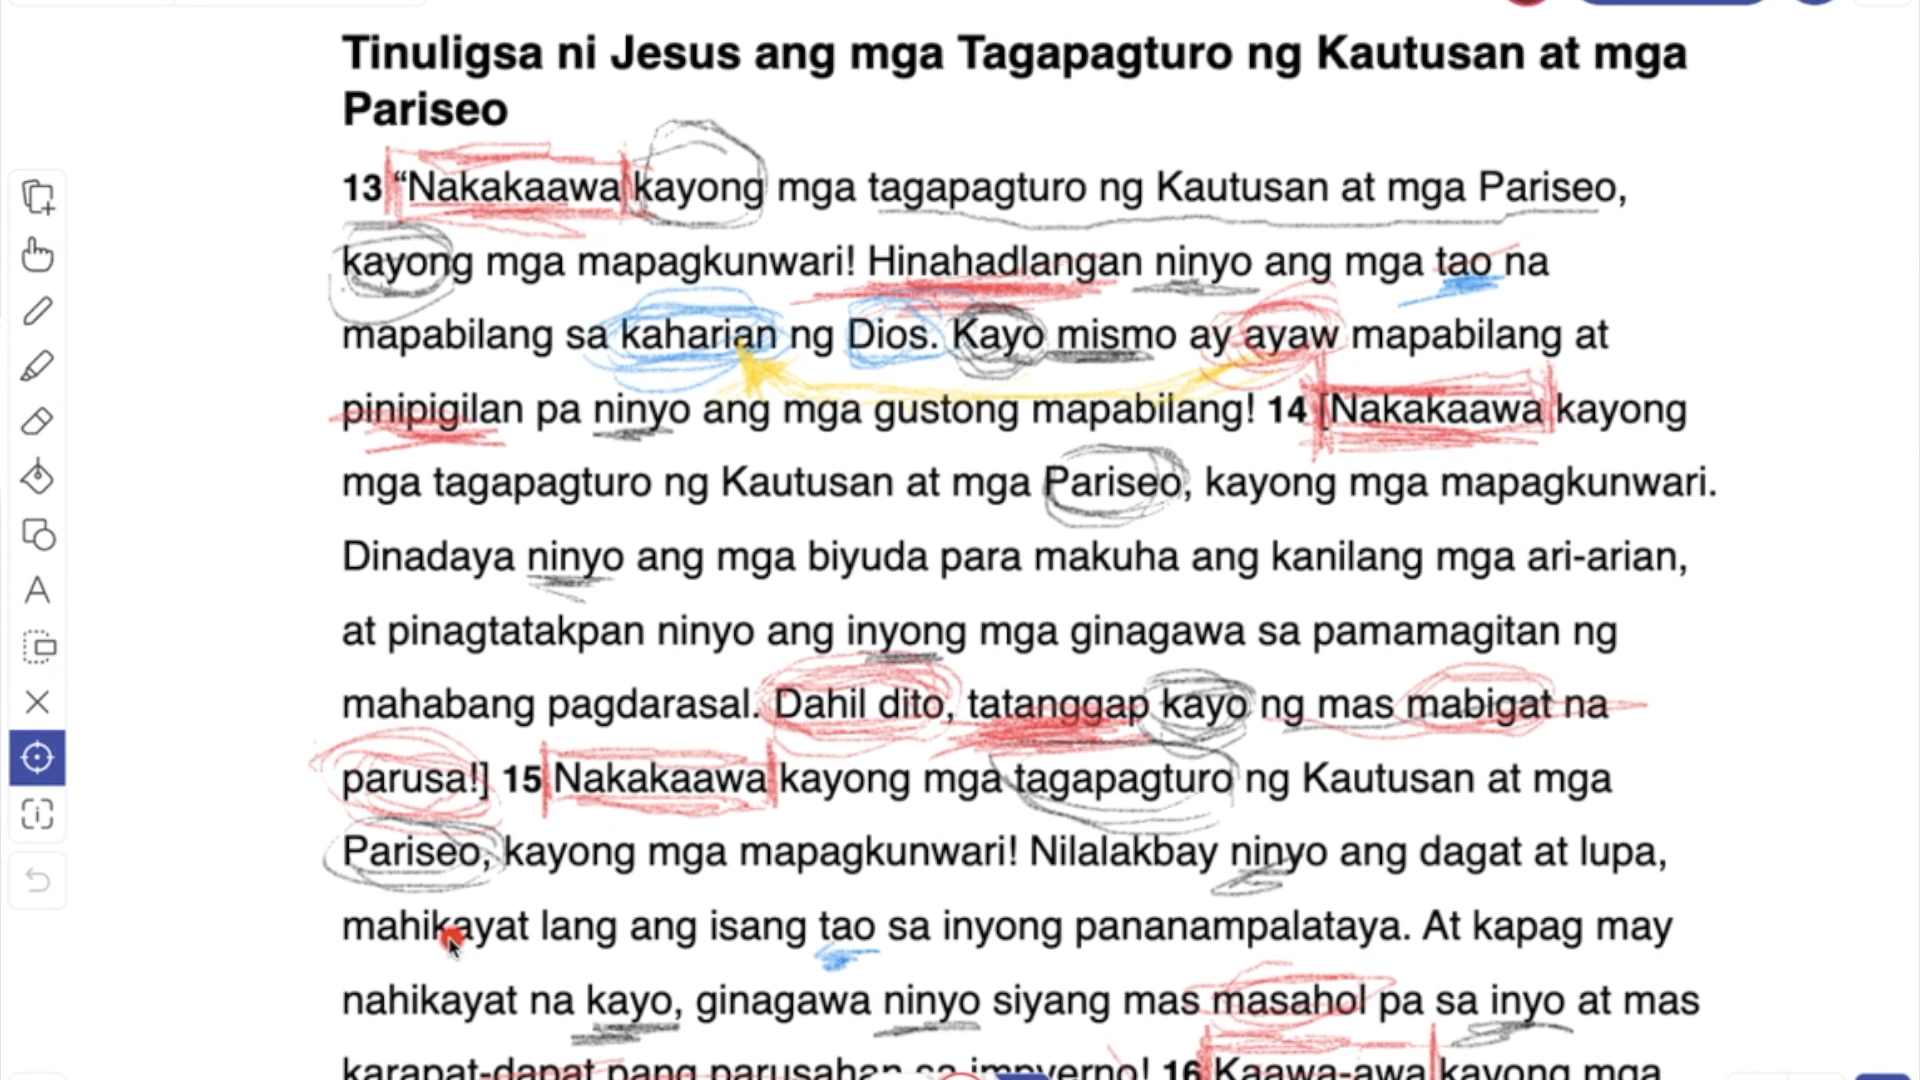 Tinuligsa ni Jesus ang mga Tagapagturo ng Kautusan at mga
Pariseo
13 “Nakakaawa kayong mga tagapagturo ng Kautusan at mga Pariseo,
kayong mga mapagkunwari! Hinahadlangan ninyo ang mga tao na
mapabilang sa kaharian ng Dios. Kayo mismo ay ayaw mapabilang at
pinipigilan pa ninyo ang mga gustong mapabilang! 14 [Nakakaawa kayong
mga tagapagturo ng Kautusan at mga Pariseo, kayong mga mapagkunwari.
Dinadaya ninyo ang mga biyuda para makuha ang kanilang mga ari-arian,
at pinagtatakpan ninyo ang inyong mga ginagawa sa pamamagitan ng
mahabang pagdarasal. Dahil dito, tatanggap kayo ng mas mabigat na
parusa!] 15 Nakakaawa kayong mga tagapagturo ng Kautusan at mga
Pariseo, kayong mga mapagkunwari! Nilalakbay ninyo ang dagat at lupa,
mahikayat lang ang isang tao sa inyong pananampalataya. At kapag may
nahikayat na kayo, ginagawa ninyo siyang mas masahol pa sa inyo at mas
karapat-dapat pang parusahan sa impyerno! 16 Kaawa-awa kayong mga
A